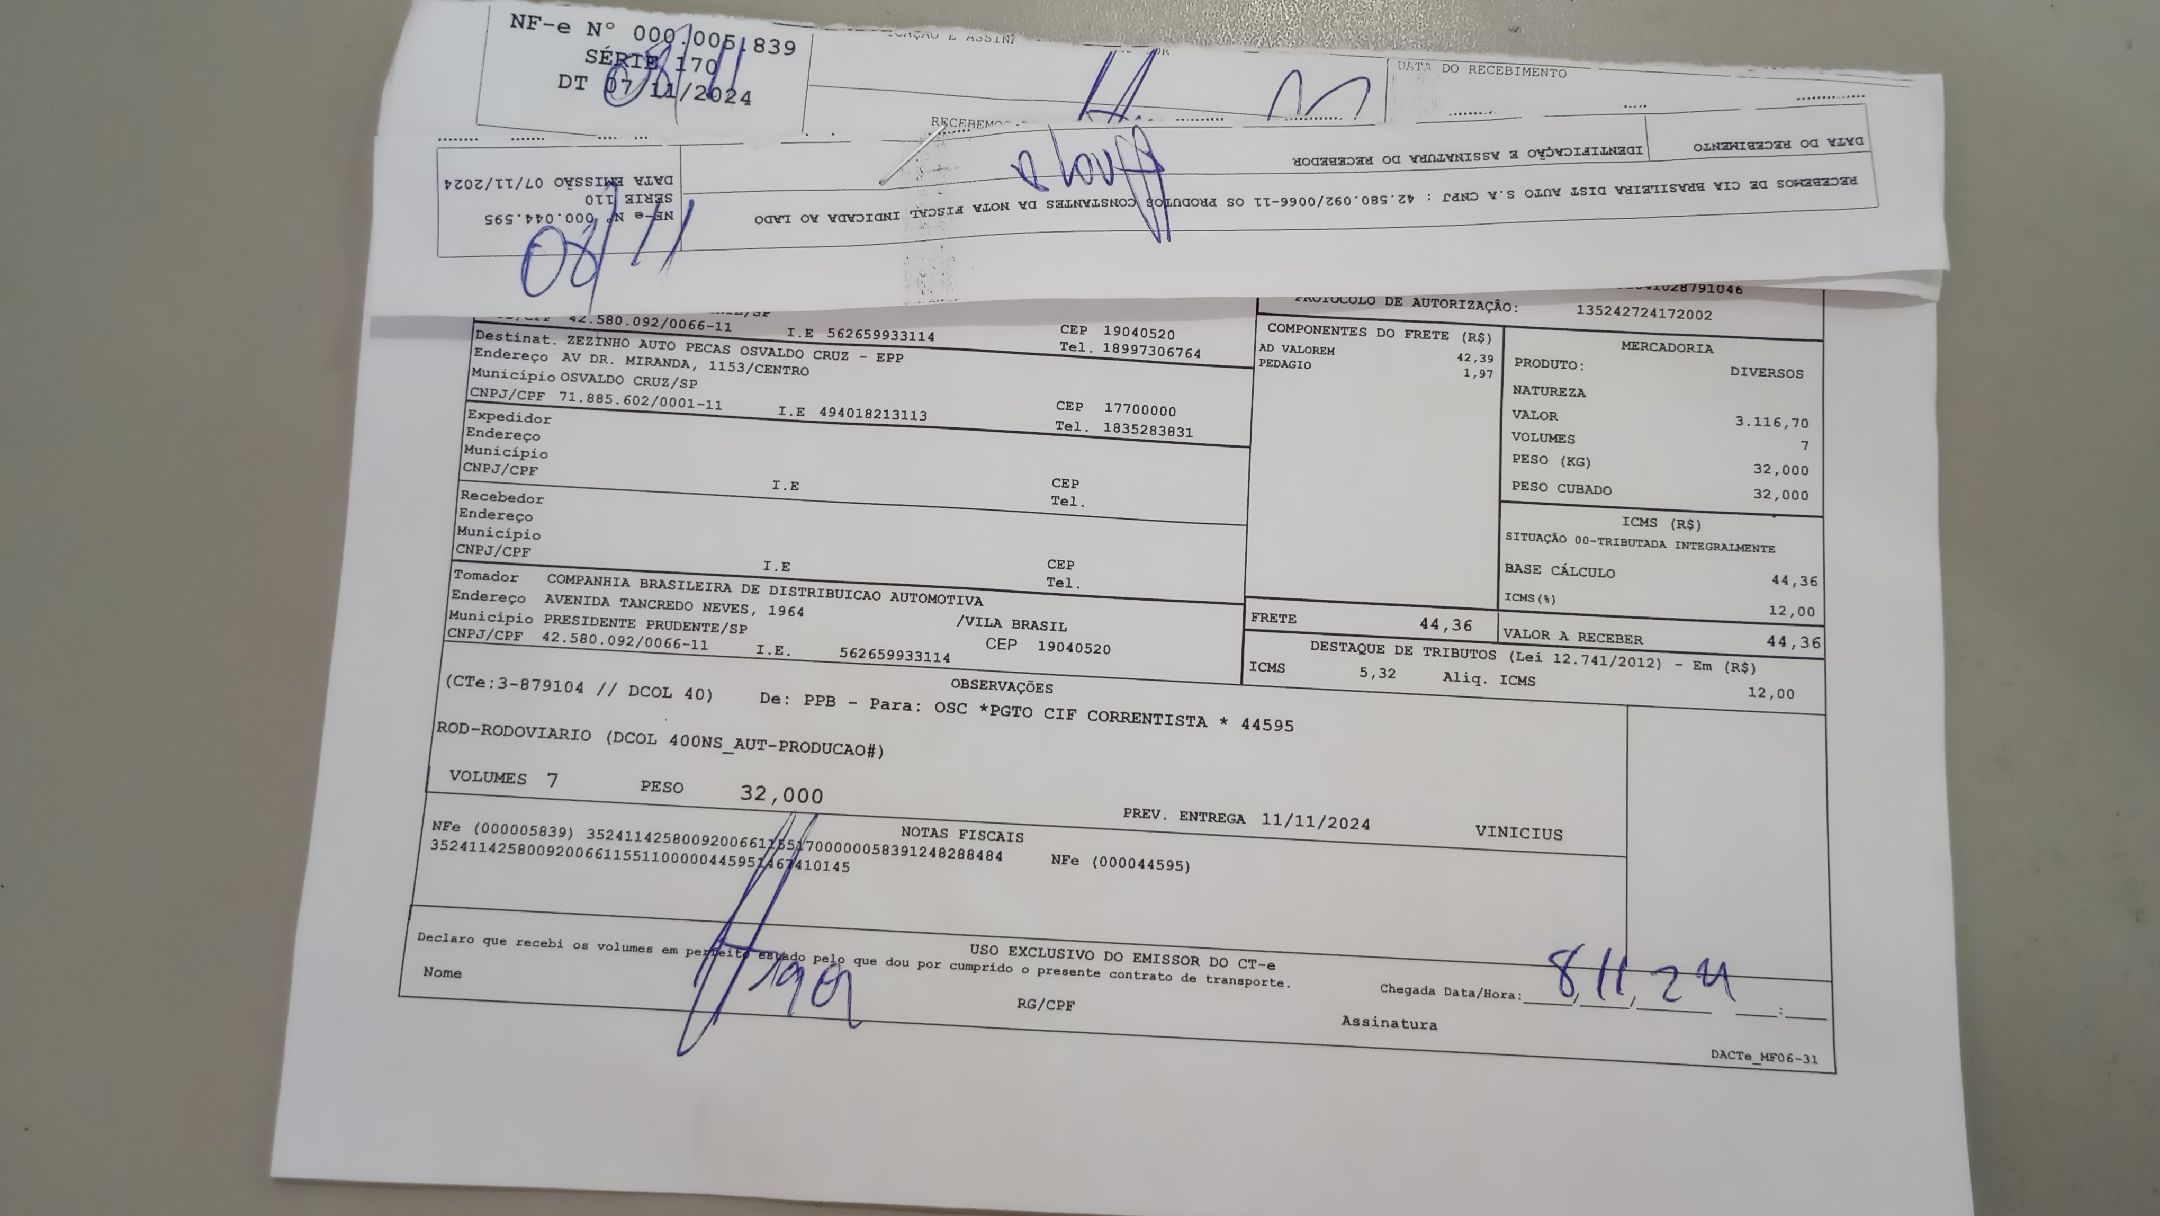 NF-e Nº 000.005.839
SÉRIE 170
DT 07/11/2024
08/11
DATA DO RECEBIMENTO
DATA DO RECEBIMENTO
IDENTIFICAÇÃO E ASSINATURA DO RECEBEDOR
RECEBEMOS DE CIA BRASILEIRA DIST AUTO S.A CNPJ : 42.580.092/0066-11 OS PRODUTOS CONSTANTES DA NOTA FISCAL INDICADA AO LADO
NF-e Nº 000.044.595
SERIE 110
DATA EMISSÃO 07/11/2024
08/11
PROTOCOLO DE AUTORIZAÇÃO: 135242724172002
42.580.092/0066-11 I.E 562659933114 CEP 19040520
Tel. 18997306764
Destinat. ZEZINHO AUTO PECAS OSVALDO CRUZ - EPP
Endereço AV DR. MIRANDA, 1153/CENTRO
Município OSVALDO CRUZ/SP CEP 17700000
CNPJ/CPF 71.885.602/0001-11 I.E 494018213113 Tel. 1835283831
Expedidor
Endereço
Município
CNPJ/CPF I.E CEP
Tel.
Recebedor
Endereço
Município
CNPJ/CPF I.E CEP
Tel.
Tomador COMPANHIA BRASILEIRA DE DISTRIBUICAO AUTOMOTIVA
Endereço AVENIDA TANCREDO NEVES, 1964 /VILA BRASIL
Município PRESIDENTE PRUDENTE/SP CEP 19040520
CNPJ/CPF 42.580.092/0066-11 I.E. 562659933114
COMPONENTES DO FRETE (R$)
AD VALOREM 42,39
PEDAGIO 1,97
MERCADORIA
PRODUTO: DIVERSOS
NATUREZA
VALOR 3.116,70
VOLUMES 7
PESO (KG) 32,000
PESO CUBADO 32,000
ICMS (R$)
SITUAÇÃO 00-TRIBUTADA INTEGRALMENTE
BASE CÁLCULO 44,36
ICMS(%) 12,00
FRETE 44,36 VALOR A RECEBER 44,36
DESTAQUE DE TRIBUTOS (Lei 12.741/2012) - Em (R$)
ICMS 5,32 Aliq. ICMS 12,00
OBSERVAÇÕES
(CTe:3-879104 // DCOL 40) De: PPB - Para: OSC *PGTO CIF CORRENTISTA * 44595
ROD-RODOVIARIO (DCOL 400NS_AUT-PRODUCAO#)
VOLUMES 7 PESO 32,000 PREV. ENTREGA 11/11/2024 VINICIUS
NOTAS FISCAIS
NFe (000005839) 35241142580092006611551700000058391248288484 NFe (000044595)
USO EXCLUSIVO DO EMISSOR DO CT-e
Declaro que recebi os volumes em perfeito estado pelo que dou por cumprido o presente contrato de transporte.
Nome RG/CPF Assinatura Chegada Data/Hora: 8/11/24
DACTe_MF06-31